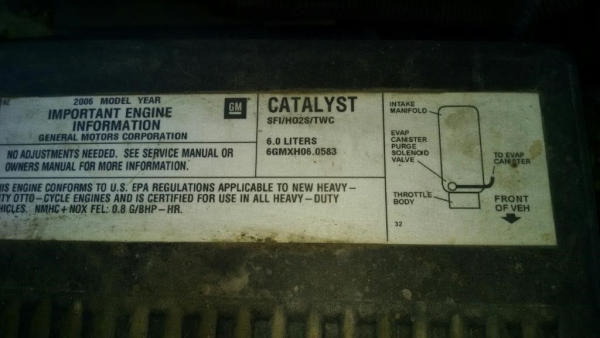 2006 MODEL YEAR
IMPORTANT ENGINE
INFORMATION
GENERAL MOTORS CORPORATION
GM
NO ADJUSTMENTS NEEDED. SEE SERVICE MANUAL OR
OWNERS MANUAL FOR MORE INFORMATION.
CATALYST
SFI/HO2S/TWC
6.0 LITERS
6GMXH06.0583
IS ENGINE CONFORMS TO U.S. EPA REGULATIONS APPLICABLE TO NEW HEAVY-
TY OTTO-CYCLE ENGINES AND IS CERTIFIED FOR USE IN ALL HEAVY-DUTY
HICLES. NMHC+NOX FEL: 0.8 G/BHP-HR.
INTAKE
MANIFOLD
EVAP
CANISTER
PURGE
SOLENOID
VALVE
TO EVAP
CANISTER
THROTTLE
BODY
FRONT
OF VEH
32